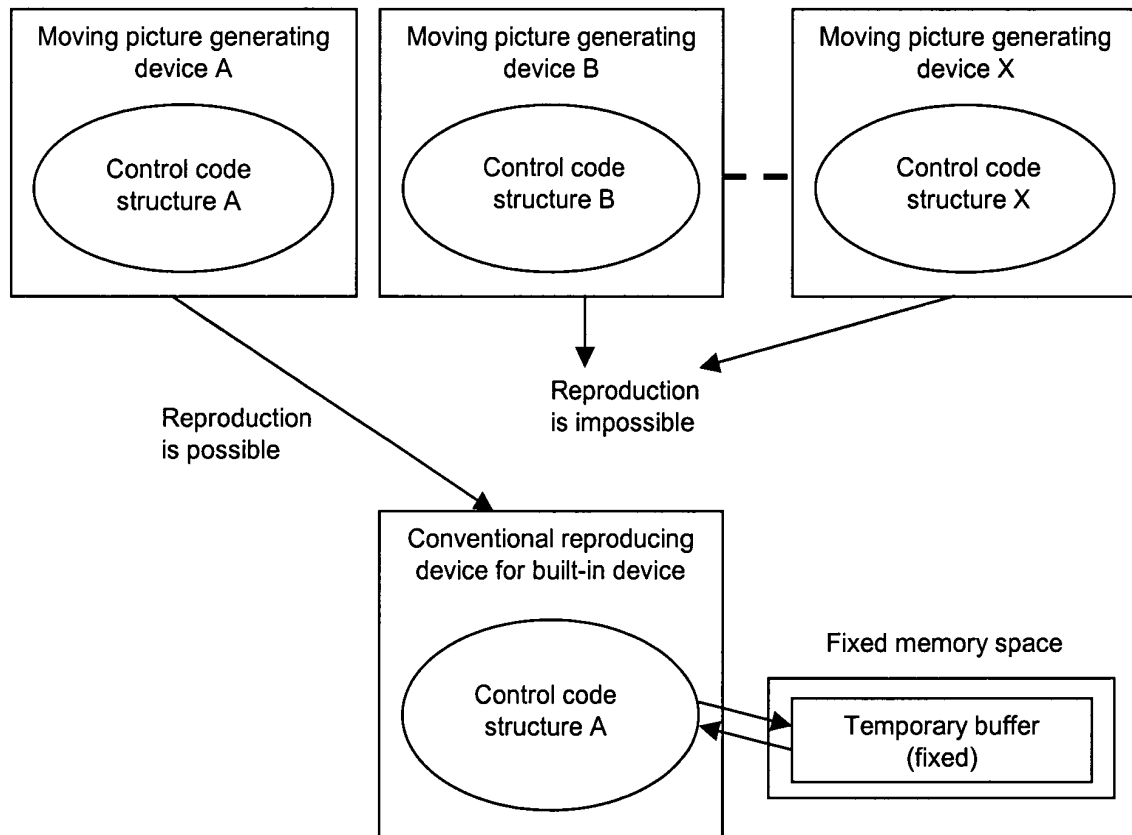 Moving picture generating
device A
Control code
structure A
Moving picture generating
device B
Control code
structure B
Moving picture generating
device X
Control code
structure X
Reproduction
is possible
Reproduction
is impossible
Conventional reproducing
device for built-in device
Control code
structure A
Fixed memory space
Temporary buffer
(fixed)